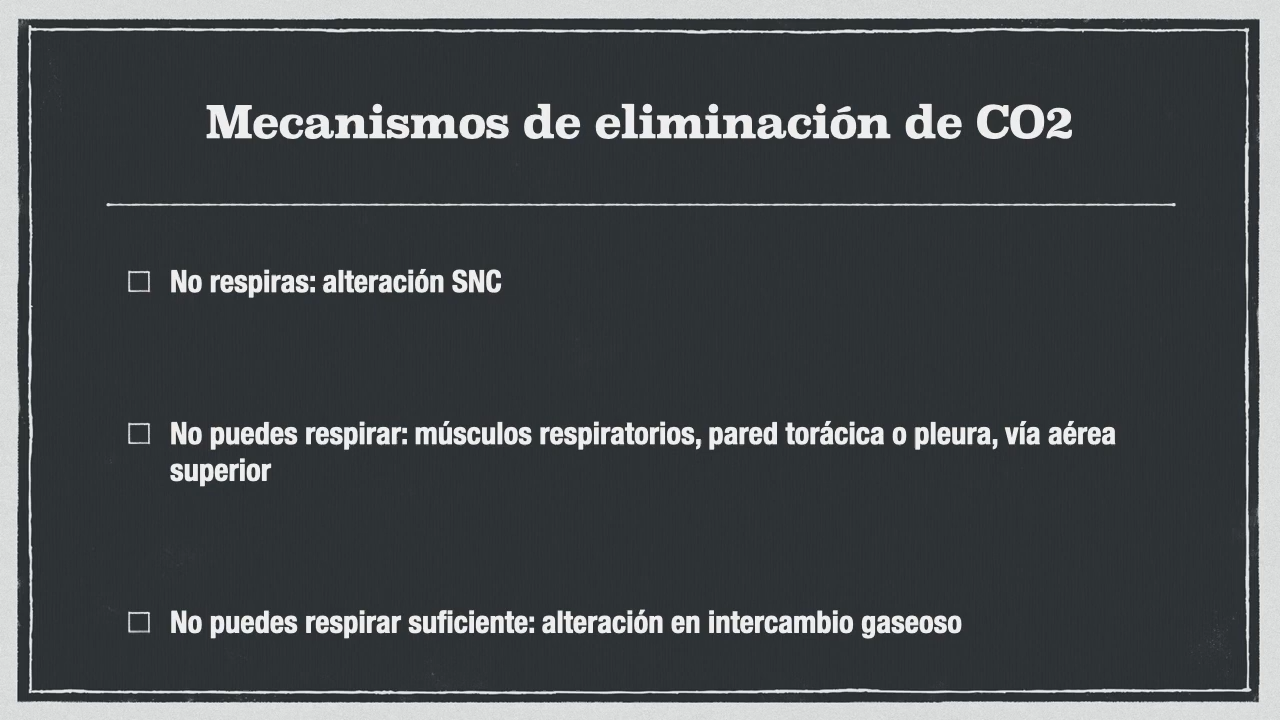 Mecanismos de eliminación de CO2
No respiras: alteración SNC
No puedes respirar: músculos respiratorios, pared torácica o pleura, vía aérea
superior
No puedes respirar suficiente: alteración en intercambio gaseoso